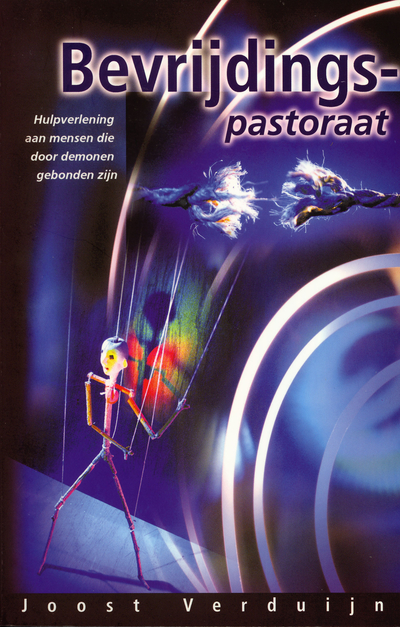 Bevrijdings-
pastoraat
Hulpverlening
aan mensen die
door demonen
gebonden zijn
Joost Verduijn